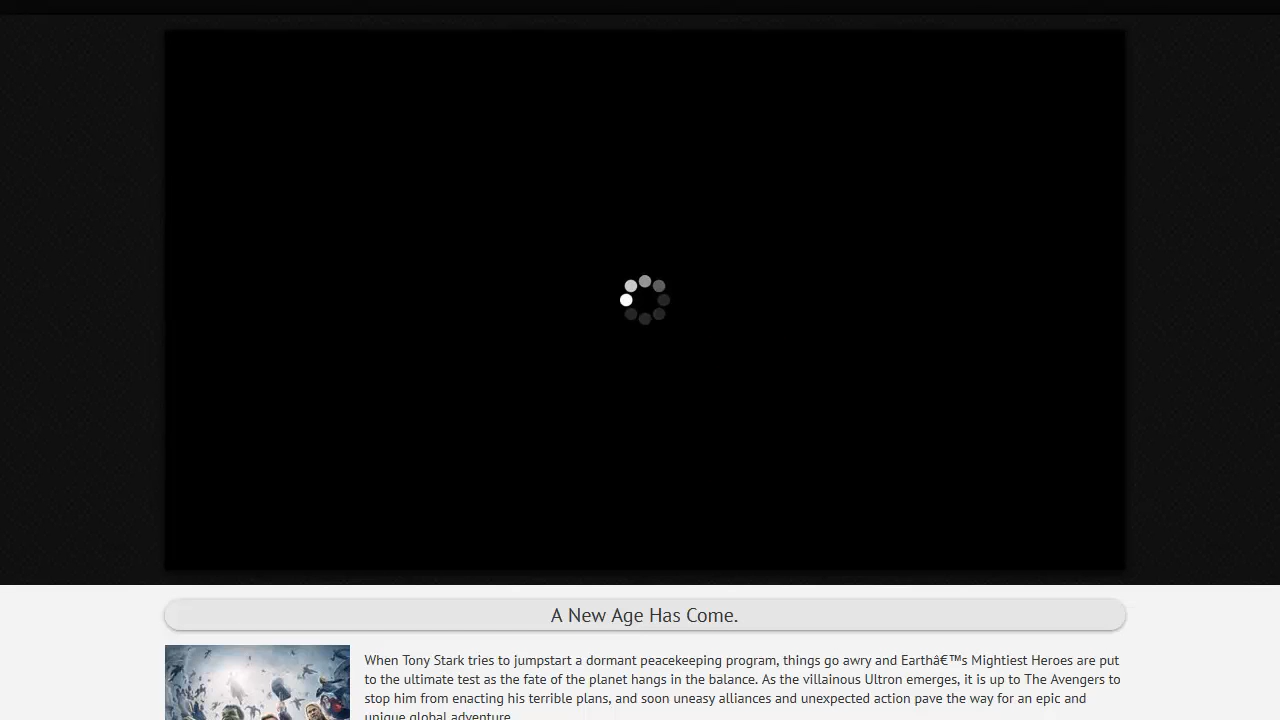 A New Age Has Come.
When Tony Stark tries to jumpstart a dormant peacekeeping program, things go awry and Earthâ€™s Mightiest Heroes are put
to the ultimate test as the fate of the planet hangs in the balance. As the villainous Ultron emerges, it is up to The Avengers to
stop him from enacting his terrible plans, and soon uneasy alliances and unexpected action pave the way for an epic and
unique global adventure.